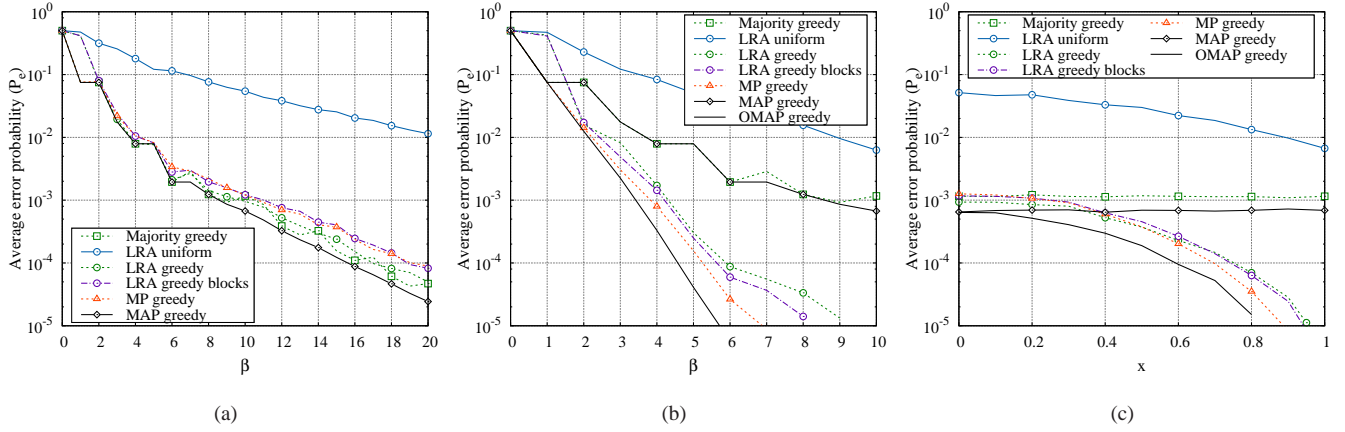 Average error probability (P_e)
10^0
10^-1
10^-2
10^-3
10^-4
10^-5
Majority greedy
LRA uniform
LRA greedy
LRA greedy blocks
MP greedy
MAP greedy
0 2 4 6 8 10 12 14 16 18 20
β
(a)
Average error probability (P_e)
10^0
10^-1
10^-2
10^-3
10^-4
10^-5
Majority greedy
LRA uniform
LRA greedy
LRA greedy blocks
MP greedy
MAP greedy
OMAP greedy
0 1 2 3 4 5 6 7 8 9 10
β
(b)
Average error probability (P_e)
10^0
10^-1
10^-2
10^-3
10^-4
10^-5
Majority greedy
LRA uniform
LRA greedy
LRA greedy blocks
MP greedy
MAP greedy
OMAP greedy
0 0.2 0.4 0.6 0.8 1
x
(c)